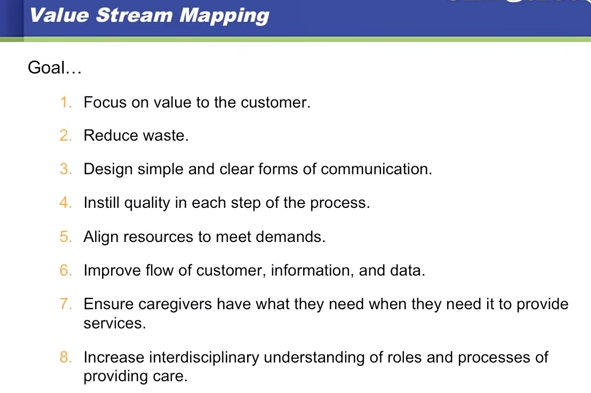 Value Stream Mapping
Goal...
1. Focus on value to the customer.
2. Reduce waste.
3. Design simple and clear forms of communication.
4. Instill quality in each step of the process.
5. Align resources to meet demands.
6. Improve flow of customer, information, and data.
7. Ensure caregivers have what they need when they need it to provide
services.
8. Increase interdisciplinary understanding of roles and processes of
providing care.